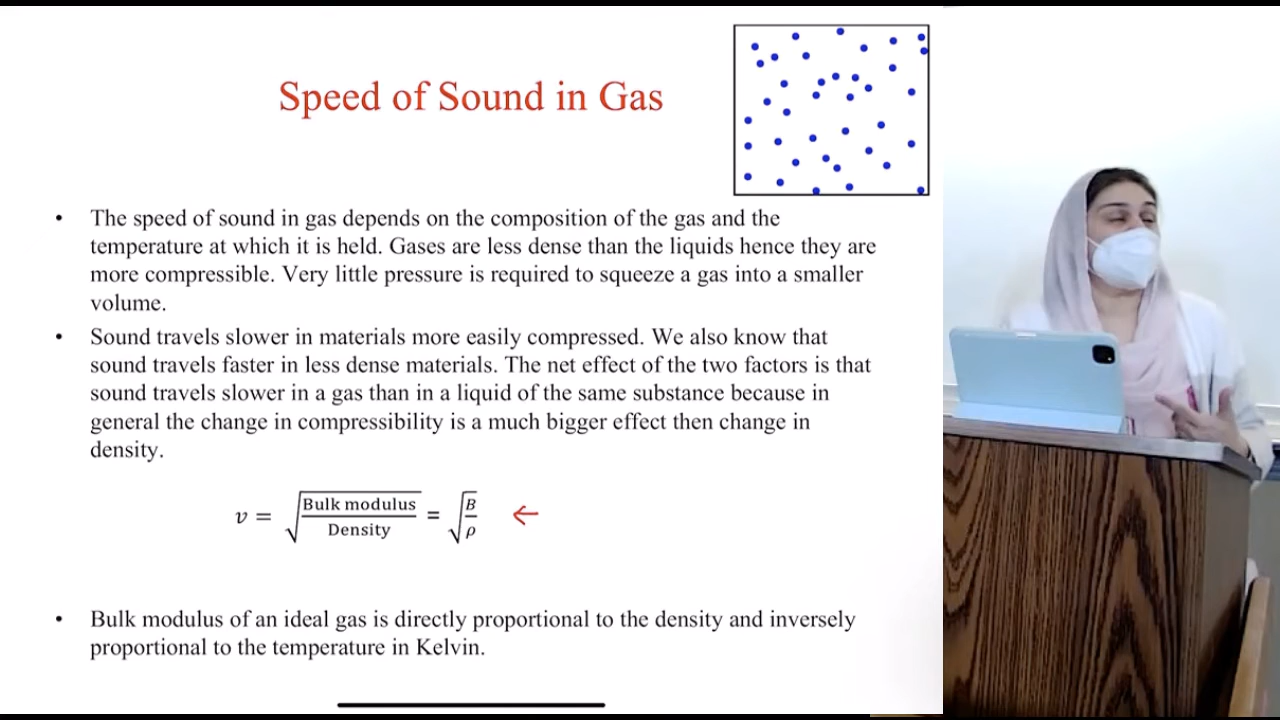 Speed of Sound in Gas
• The speed of sound in gas depends on the composition of the gas and the
temperature at which it is held. Gases are less dense than the liquids hence they are
more compressible. Very little pressure is required to squeeze a gas into a smaller
volume.
• Sound travels slower in materials more easily compressed. We also know that
sound travels faster in less dense materials. The net effect of the two factors is that
sound travels slower in a gas than in a liquid of the same substance because in
general the change in compressibility is a much bigger effect then change in
density.
v = √(Bulk modulus / Density) = √(B / ρ) ←
• Bulk modulus of an ideal gas is directly proportional to the density and inversely
proportional to the temperature in Kelvin.